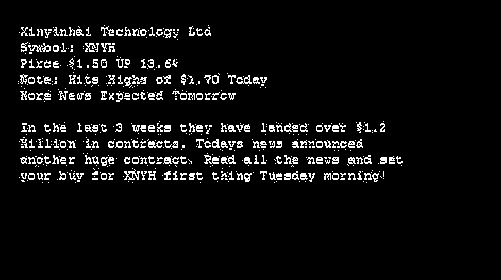 Xinyinhai Technology Ltd
Symbol: XNYH
Pirce $1.50 UP 13.64
Note: Hits Highs of $1.70 Today
More News Expected Tomorrow

In the last 3 weeks they have landed over $1.2
Million in contracts. Todays news announced
another huge contract. Read all the news and set
your buy for XNYH first thing Tuesday morning!